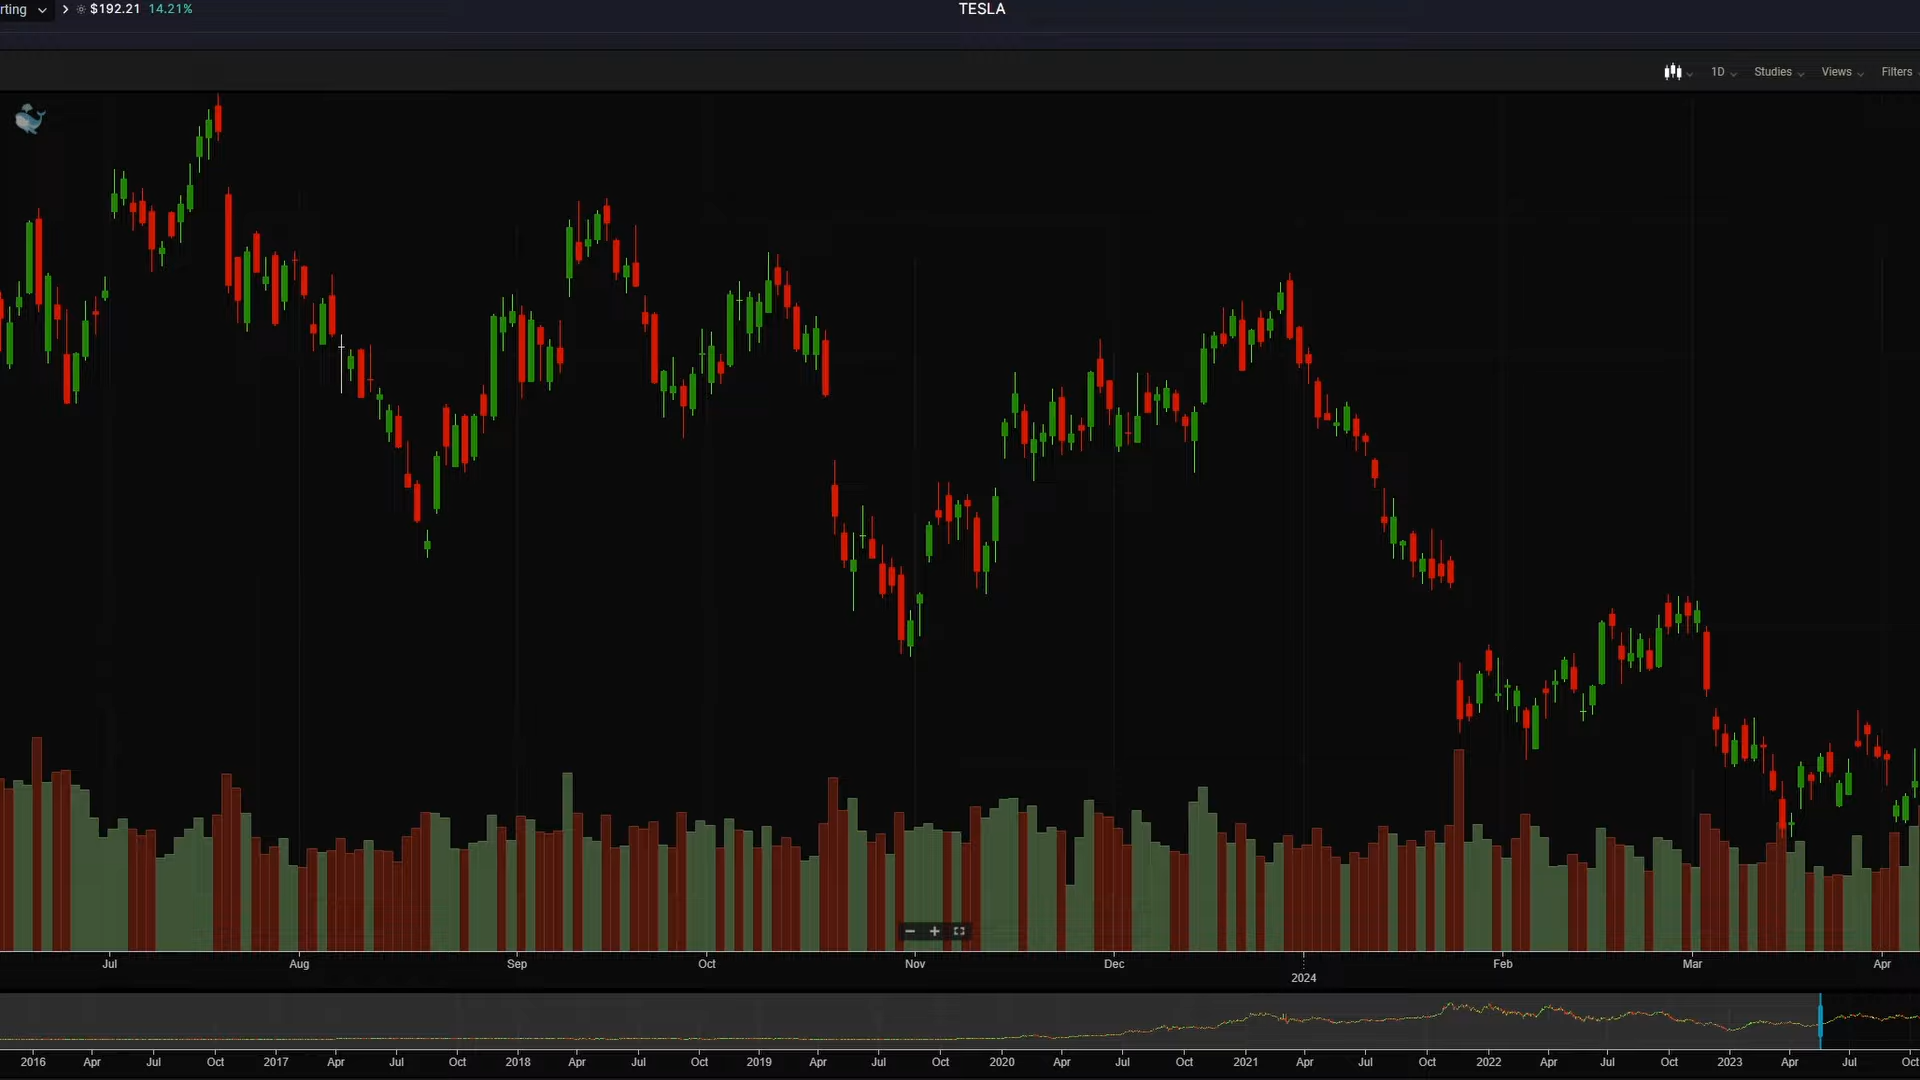 rting $192.21 14.21% TESLA
1D Studies Views Filters
Jul Aug Sep Oct Nov Dec 2024 Feb Mar Apr
2016 Apr Jul Oct 2017 Apr Jul Oct 2018 Apr Jul Oct 2019 Apr Jul Oct 2020 Apr Jul Oct 2021 Apr Jul Oct 2022 Apr Jul Oct 2023 Apr Jul Oct